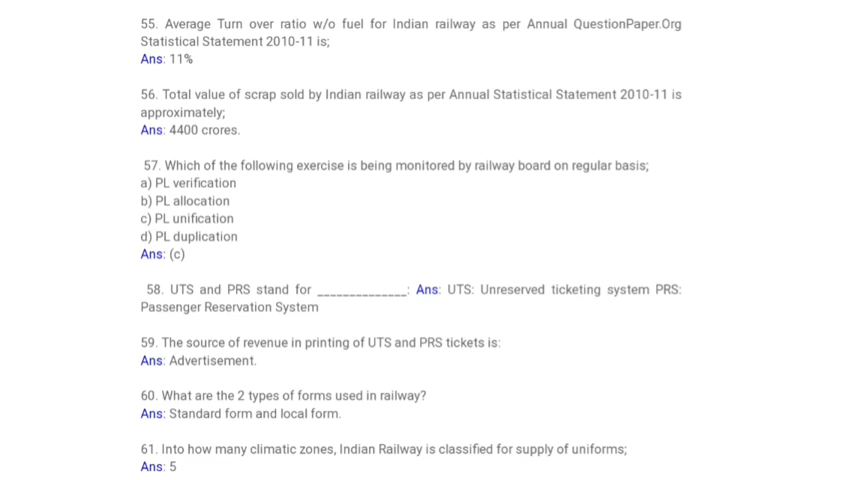 55. Average Turn over ratio w/o fuel for Indian railway as per Annual QuestionPaper.Org
Statistical Statement 2010-11 is;
Ans: 11%
56. Total value of scrap sold by Indian railway as per Annual Statistical Statement 2010-11 is
approximately;
Ans: 4400 crores.
57. Which of the following exercise is being monitored by railway board on regular basis;
a) PL verification
b) PL allocation
c) PL unification
d) PL duplication
Ans: (c)
58. UTS and PRS stand for ______________: Ans: UTS: Unreserved ticketing system PRS:
Passenger Reservation System
59. The source of revenue in printing of UTS and PRS tickets is:
Ans: Advertisement.
60. What are the 2 types of forms used in railway?
Ans: Standard form and local form.
61. Into how many climatic zones, Indian Railway is classified for supply of uniforms;
Ans: 5